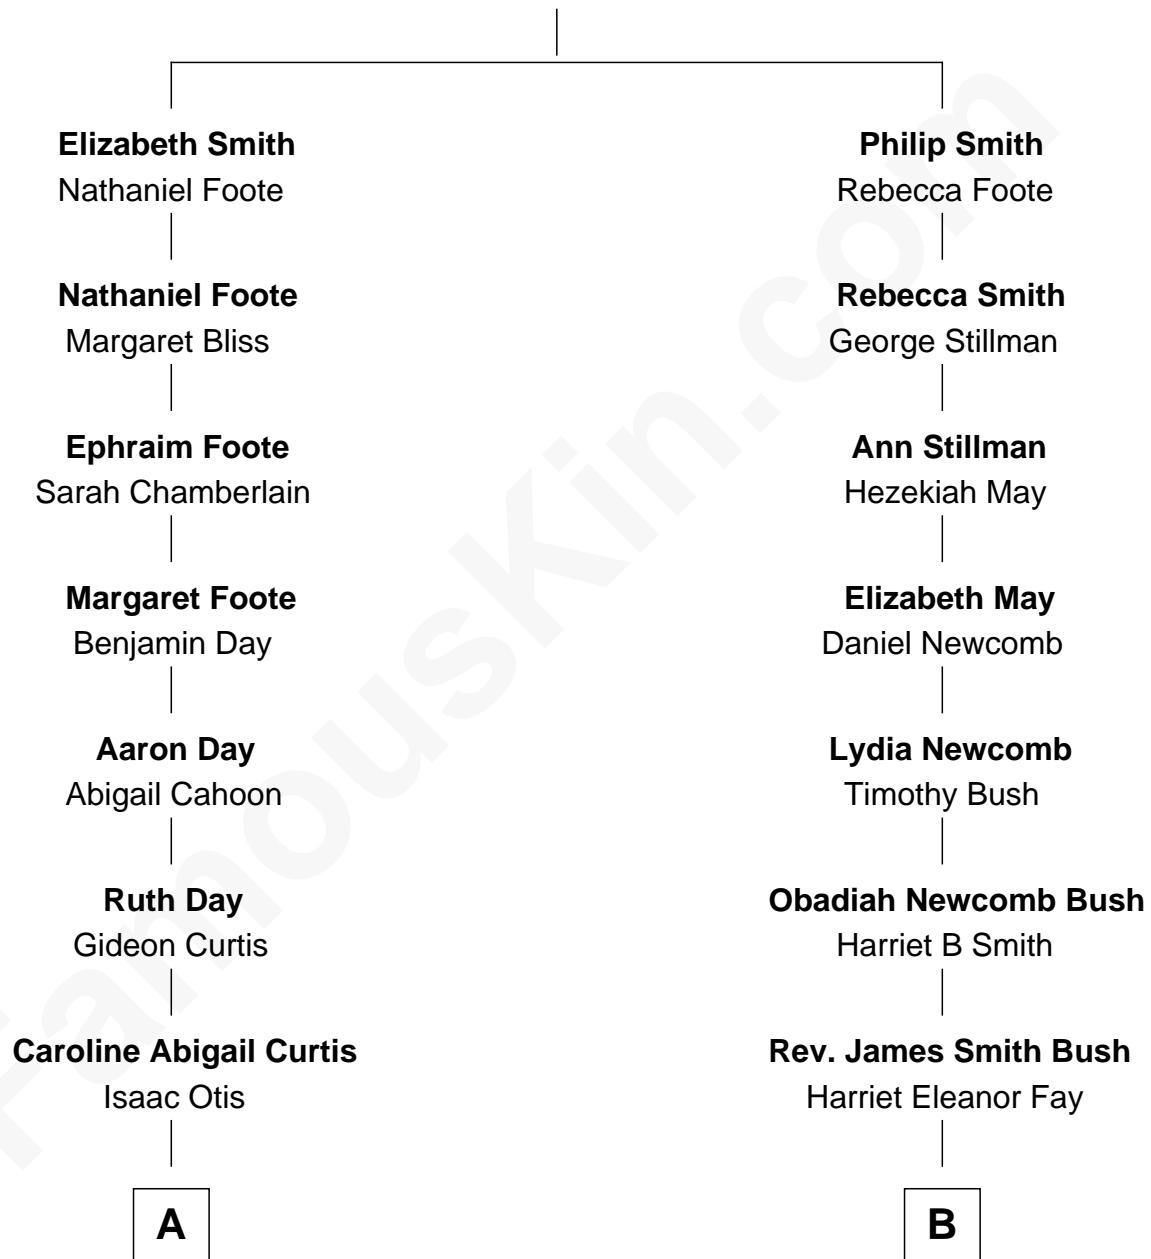 Elizabeth Smith
Nathaniel Foote
Nathaniel Foote
Margaret Bliss
Ephraim Foote
Sarah Chamberlain
Margaret Foote
Benjamin Day
Aaron Day
Abigail Cahoon
Ruth Day
Gideon Curtis
Caroline Abigail Curtis
Isaac Otis
A
Philip Smith
Rebecca Foote
Rebecca Smith
George Stillman
Ann Stillman
Hezekiah May
Elizabeth May
Daniel Newcomb
Lydia Newcomb
Timothy Bush
Obadiah Newcomb Bush
Harriet B Smith
Rev. James Smith Bush
Harriet Eleanor Fay
B
FamousKin.com